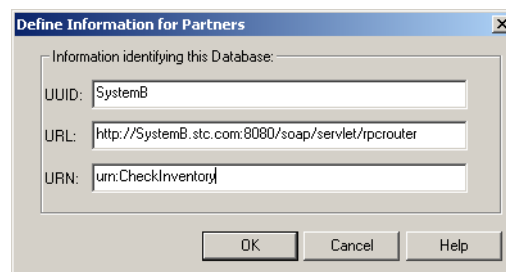 Define Information for Partners
Information identifying this Database:
UUID: SystemB
URL: http://SystemB.stc.com:8080/soap/servlet/rpcrouter
URN: urn:CheckInventory
OK Cancel Help